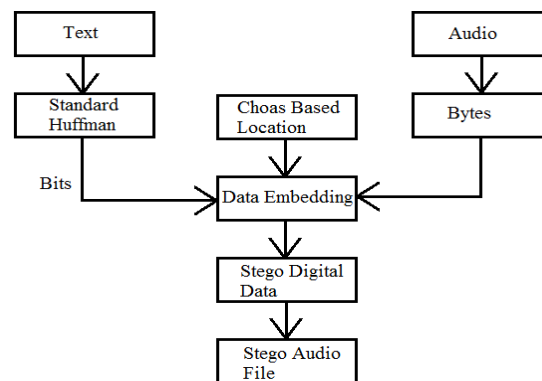 Text
Audio
Standard
Huffman
Choas Based
Location
Bytes
Bits
Data Embedding
Stego Digital
Data
Stego Audio
File